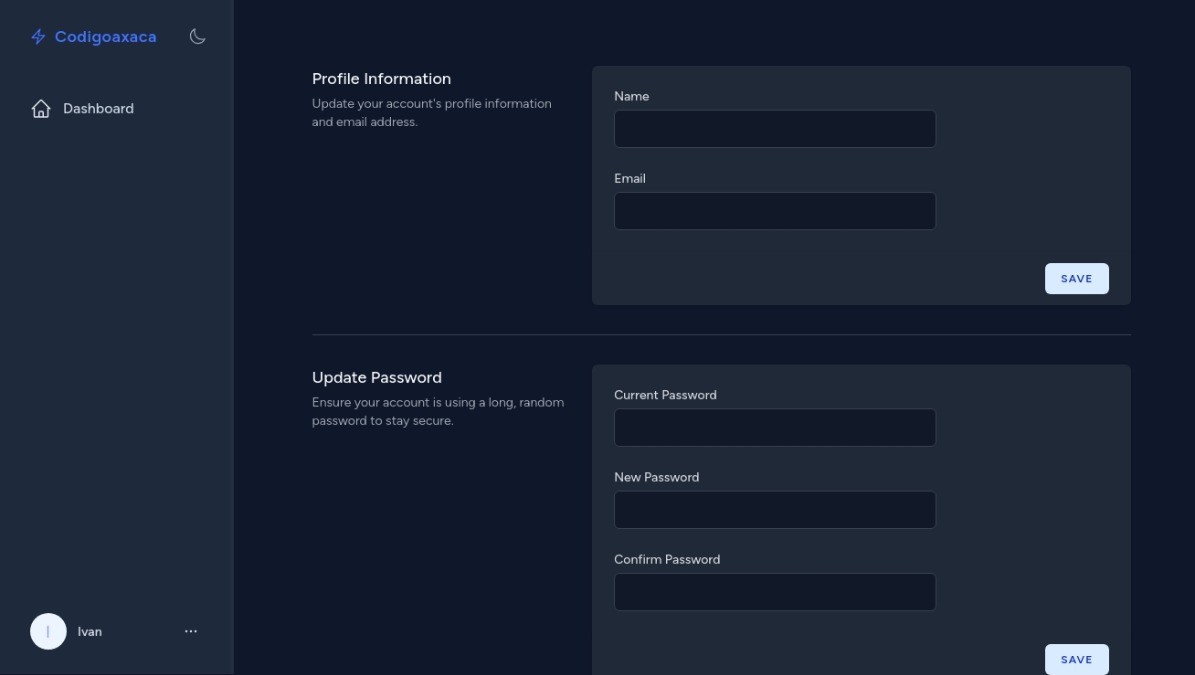 Codigoaxaca
Dashboard
Profile Information
Update your account's profile information
and email address.
Name
Email
SAVE
Update Password
Ensure your account is using a long, random
password to stay secure.
Current Password
New Password
Confirm Password
SAVE
I
Ivan